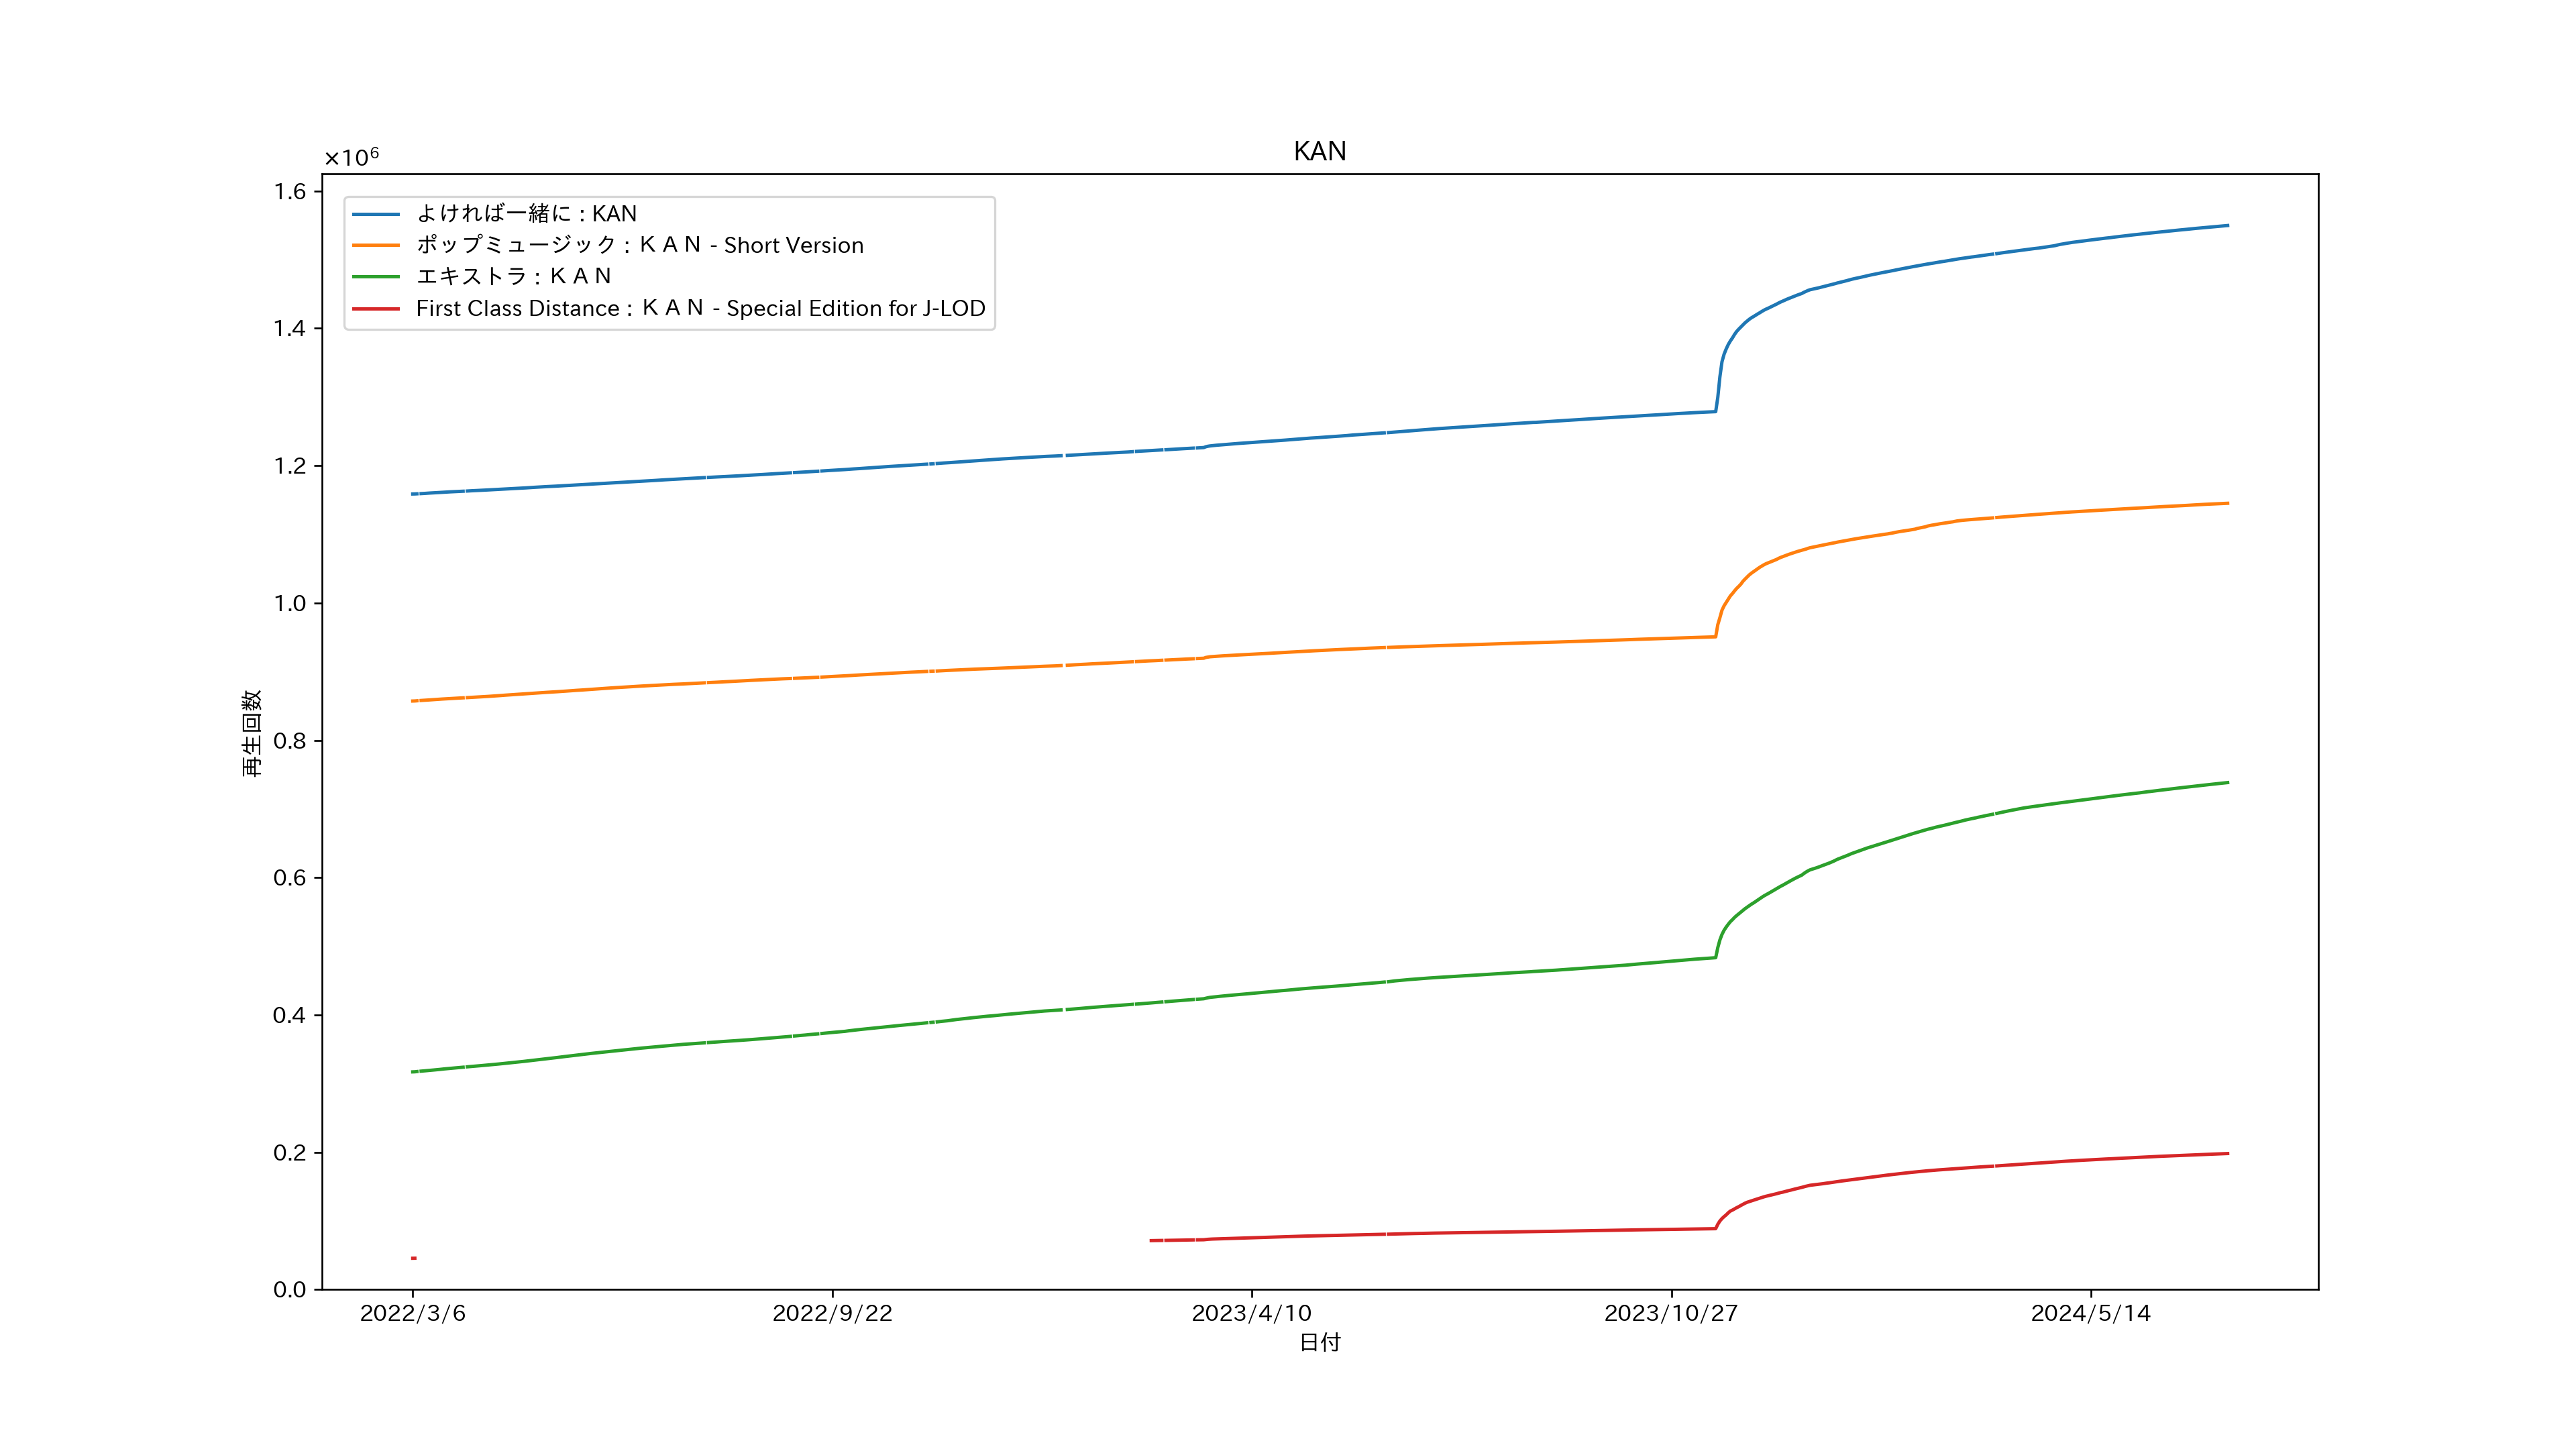 KAN
×10⁶
1.6
1.4
1.2
1.0
0.8
0.6
0.4
0.2
0.0
よければ一緒に : KAN
ポップミュージック : ＫＡＮ - Short Version
エキストラ : ＫＡＮ
First Class Distance : ＫＡＮ - Special Edition for J-LOD
再生回数
2022/3/6
2022/9/22
2023/4/10
2023/10/27
2024/5/14
日付